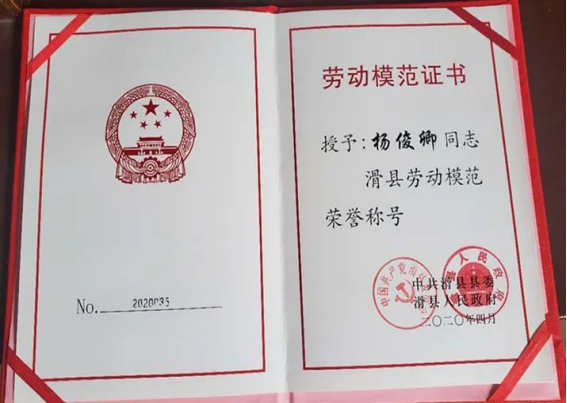 No. 2020035
劳动模范证书
授予:杨俊卿同志
滑县劳动模范
荣誉称号
中共滑县县委
滑县人民政府
二〇二〇年四月